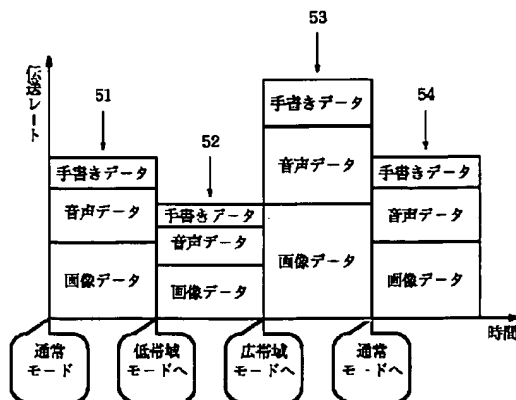 53
伝送レート
51
54
52
手書きデータ
音声データ
画像データ
手書きデータ
音声データ
画像データ
手書きデータ
音声データ
画像データ
手書きデータ
音声データ
画像データ
時間
通常
モード
低帯域
モードへ
広帯域
モードへ
通常
モードへ